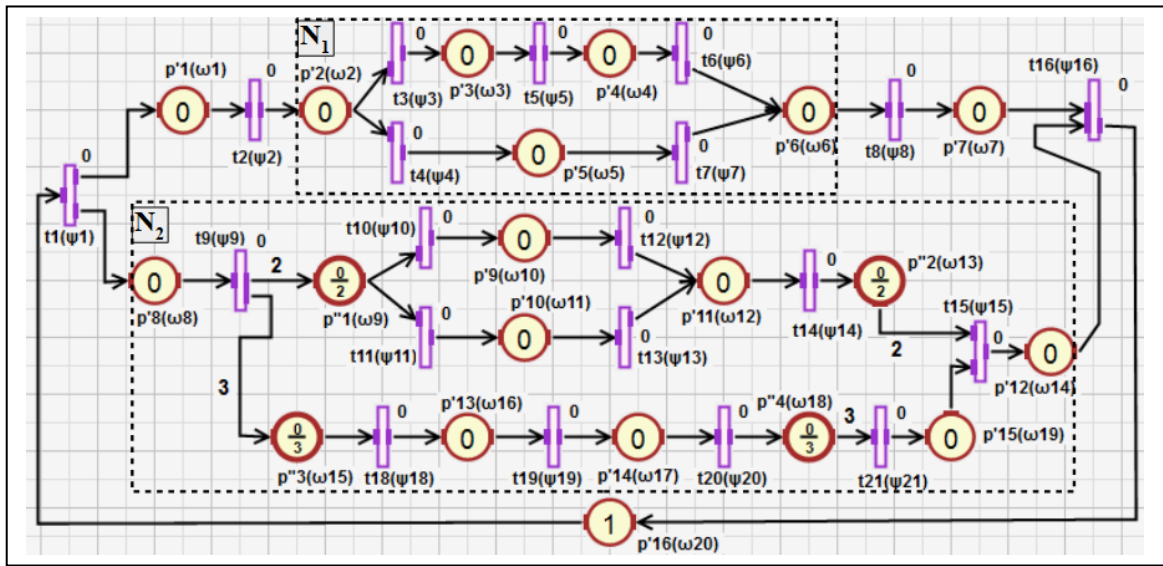 N1
0
0
0
0
p'1(ω1)
p'2(ω2)
0
0
0
t6(ψ6)
t16(ψ16)
0
0
t3(ψ3)
p'3(ω3)
t5(ψ5)
p'4(ω4)
0
0
0
0
0
0
t2(ψ2)
0
0
p'6(ω6)
t8(ψ8)
p'7(ω7)
0
t4(ψ4)
p'5(ω5)
t7(ψ7)
N2
t1(ψ1)
t9(ψ9)
0
t10(ψ10)
0
0
0
t12(ψ12)
p'9(ω10)
p"2(ω13)
0
2
0/2
p'10(ω11)
0
0
0/2
t15(ψ15)
p'8(ω8)
p"1(ω9)
0
0
0
p'11(ω12)
t14(ψ14)
0
0
t11(ψ11)
t13(ψ13)
2
p'12(ω14)
3
0
p'13(ω16)
0
0
p"4(ω18)
3
0
0/3
0
0
0/3
0
p'15(ω19)
p"3(ω15)
t18(ψ18)
t19(ψ19)
p'14(ω17)
t20(ψ20)
t21(ψ21)
1
p'16(ω20)